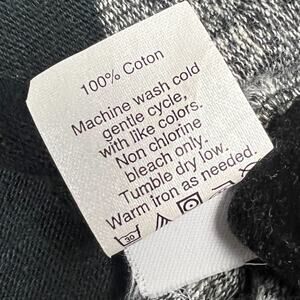 100% Coton
Machine wash cold
gentle cycle,
with like colors.
Non chlorine
bleach only.
Tumble dry low.
Warm iron as needed.
30